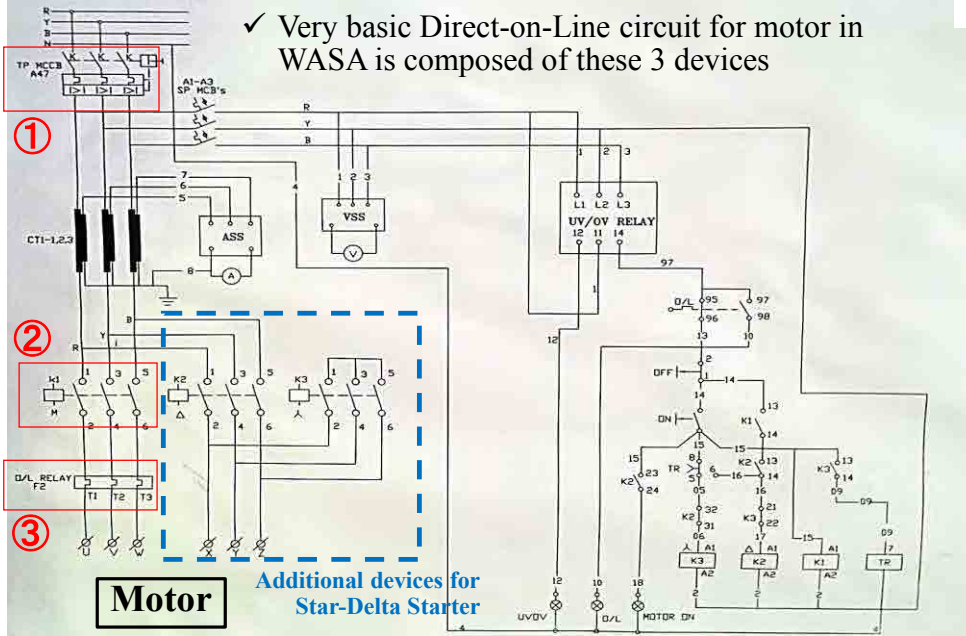 ✓ Very basic Direct-on-Line circuit for motor in
WASA is composed of these 3 devices
R
Y
B
N
TP MCCB
A47
I>I I>I I>I
①
A1-A3
SP MCB's
R
Y
B
7
6
5
4
1 2 3
1 2 3
VSS
V
ASS
A
8
CT1-1,2,3
L1 L2 L3
UV/OV RELAY
12 11 14
97
1
12
O/L
95
96
97
98
13
10
2
OFF
1
14
14
ON
13
K1
14
15
15
15
K2
23
24
TR
8
5
6
16
05
K2
13
14
16
K3
13
14
09
09
09
K2
32
31
06
K3
21
22
17
15
A1
K3
A2
A1
K2
A2
A1
K1
A2
7
TR
2 2 2
②
R
Y
B
K1
M
1 3 5
2 4 6
K2
1 3 5
2 4 6
K3
3 5
2 4 6
O/L RELAY
F2
T1 T2 T3
③
U V W
X Y Z
Motor
Additional devices for
Star-Delta Starter
12
10
18
UVOV
O/L
MOTOR ON
4
4